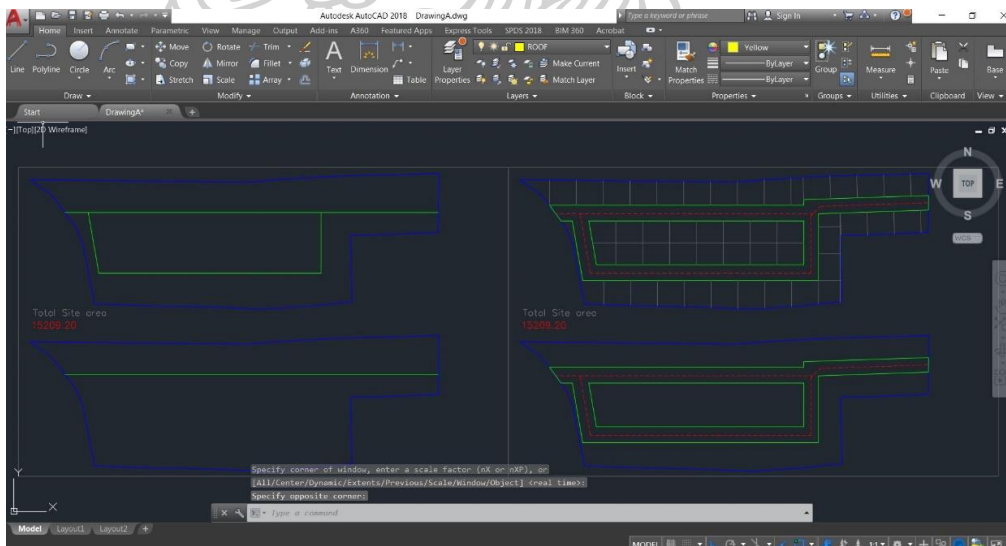 Autodesk AutoCAD 2018 DrawingA.dwg
Type a keyword or phrase
Sign In
Home Insert Annotate Parametric View Manage Output Add-ins A360 Featured Apps Express Tools SPDS 2018 BIM 360 Acrobat
Line Polyline Circle Arc
Move Rotate Trim
Copy Mirror Fillet
Stretch Scale Array
Text Dimension
Table
Layer Properties
ROOF
Make Current
Match Layer
Insert
Match Properties
Yellow
ByLayer
ByLayer
Group
Measure
Paste
Base
Draw Modify Annotation Layers Block Properties Groups Utilities Clipboard View
Start DrawingA*
[Top][2D Wireframe]
N
W TOP E
S
WCS
Total Site area
15209.20
Total Site area
15209.20
Specify corner of window, enter a scale factor (nX or nXP), or
[All/Center/Dynamic/Extents/Previous/Scale/Window/Object] <real time>:
Specify opposite corner:
Type a command
Y
X
Model Layout1 Layout2 +
MODEL
1:1